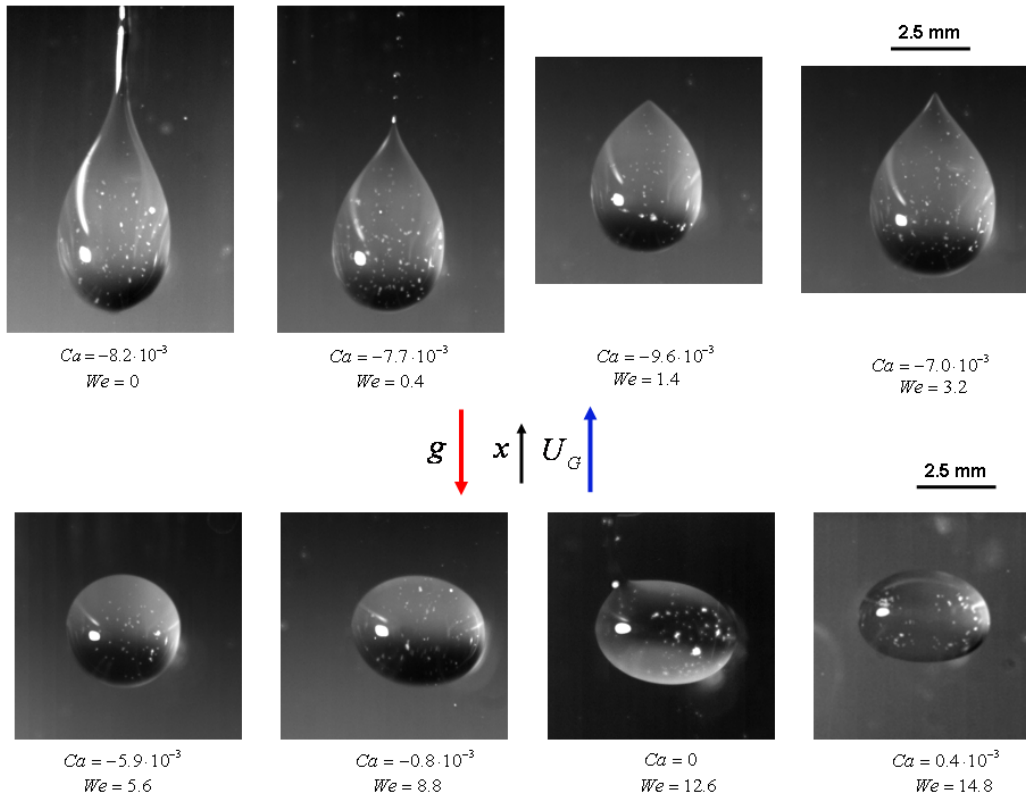 2.5 mm
Ca = −8.2·10⁻³
We = 0
Ca = −7.7·10⁻³
We = 0.4
Ca = −9.6·10⁻³
We = 1.4
Ca = −7.0·10⁻³
We = 3.2
g
x
U_G
2.5 mm
Ca = −5.9·10⁻³
We = 5.6
Ca = −0.8·10⁻³
We = 8.8
Ca = 0
We = 12.6
Ca = 0.4·10⁻³
We = 14.8